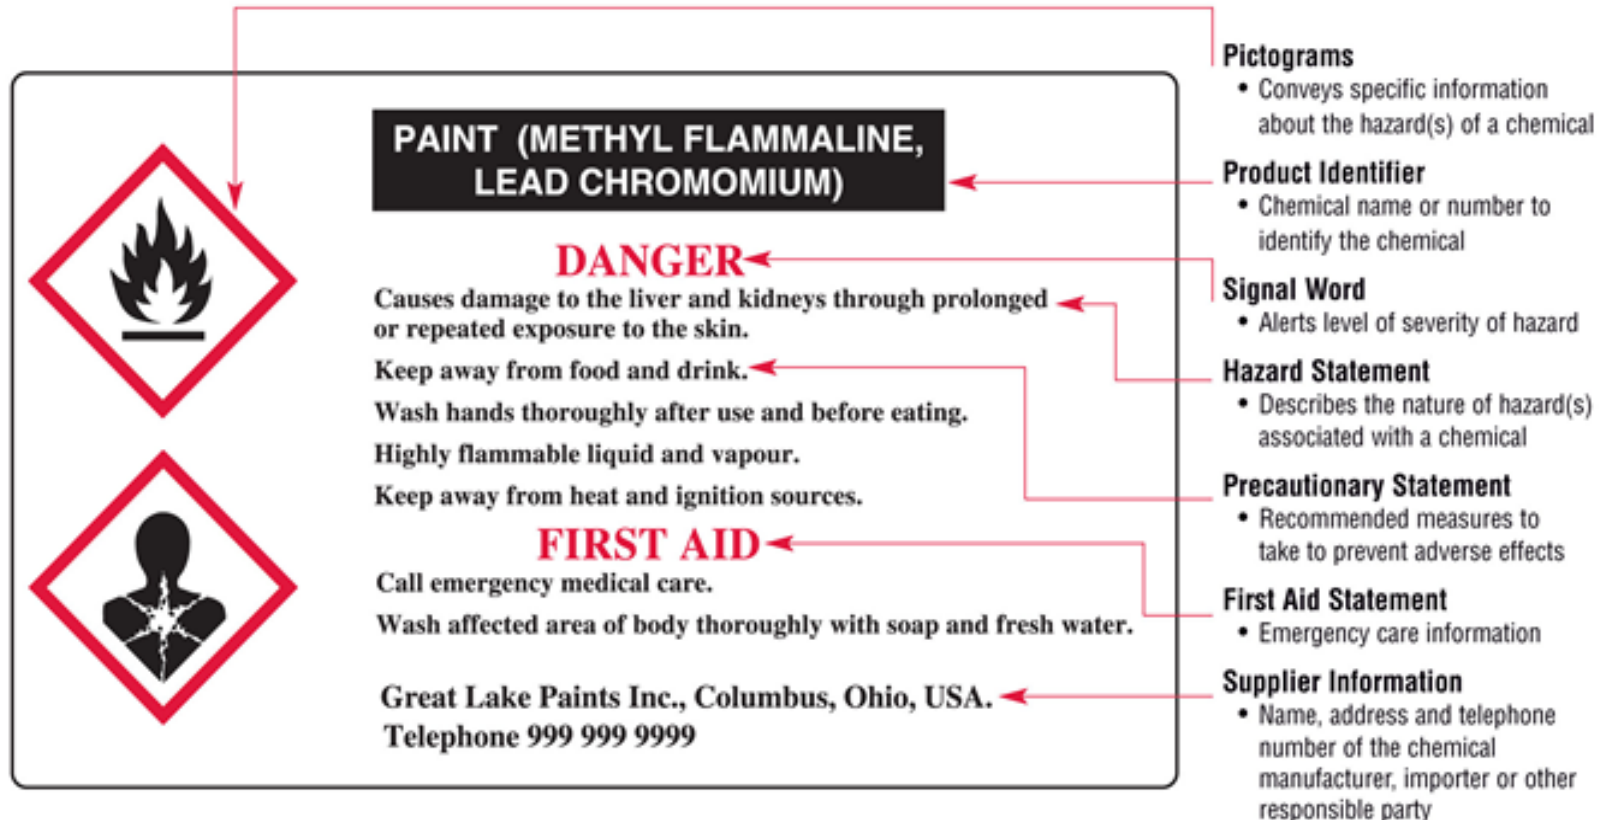 PAINT (METHYL FLAMMALINE,
LEAD CHROMOMIUM)
DANGER
Causes damage to the liver and kidneys through prolonged
or repeated exposure to the skin.
Keep away from food and drink.
Wash hands thoroughly after use and before eating.
Highly flammable liquid and vapour.
Keep away from heat and ignition sources.
FIRST AID
Call emergency medical care.
Wash affected area of body thoroughly with soap and fresh water.
Great Lake Paints Inc., Columbus, Ohio, USA.
Telephone 999 999 9999
Pictograms
• Conveys specific information
about the hazard(s) of a chemical
Product Identifier
• Chemical name or number to
identify the chemical
Signal Word
• Alerts level of severity of hazard
Hazard Statement
• Describes the nature of hazard(s)
associated with a chemical
Precautionary Statement
• Recommended measures to
take to prevent adverse effects
First Aid Statement
• Emergency care information
Supplier Information
• Name, address and telephone
number of the chemical
manufacturer, importer or other
responsible party